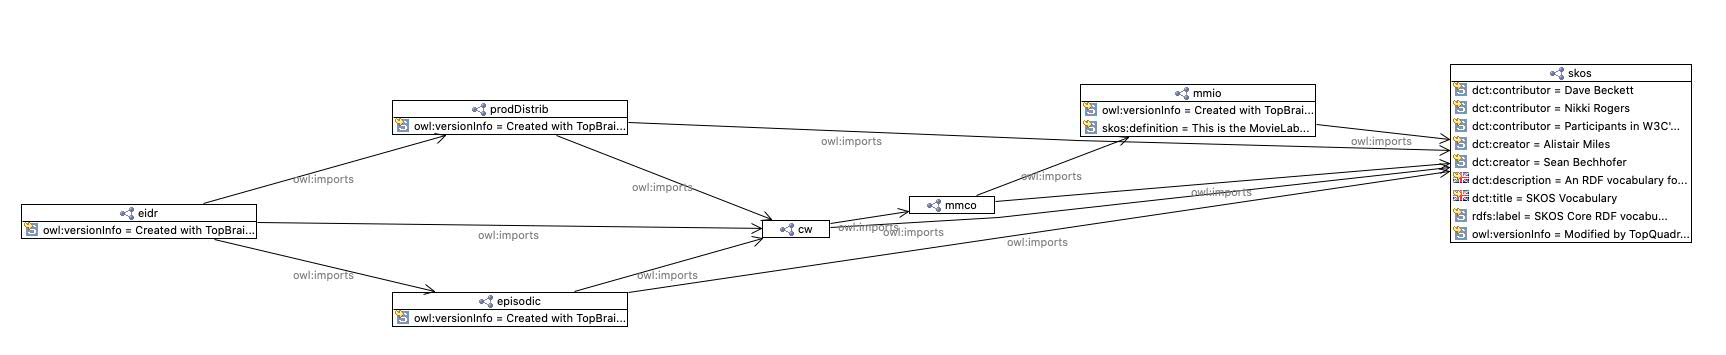 skos
dct:contributor = Dave Beckett
dct:contributor = Nikki Rogers
dct:contributor = Participants in W3C'...
dct:creator = Alistair Miles
dct:creator = Sean Bechhofer
dct:description = An RDF vocabulary fo...
dct:title = SKOS Vocabulary
rdfs:label = SKOS Core RDF vocabu...
owl:versionInfo = Modified by TopQuadr...
mmio
owl:versionInfo = Created with TopBrai...
skos:definition = This is the MovieLab...
prodDistrib
owl:versionInfo = Created with TopBrai...
owl:imports
owl:imports
owl:imports
owl:imports
owl:imports
owl:imports
mmco
eidr
owl:versionInfo = Created with TopBrai...
cw
owl:imports
owl:imports
owl:imports
owl:imports
owl:imports
owl:imports
episodic
owl:versionInfo = Created with TopBrai...